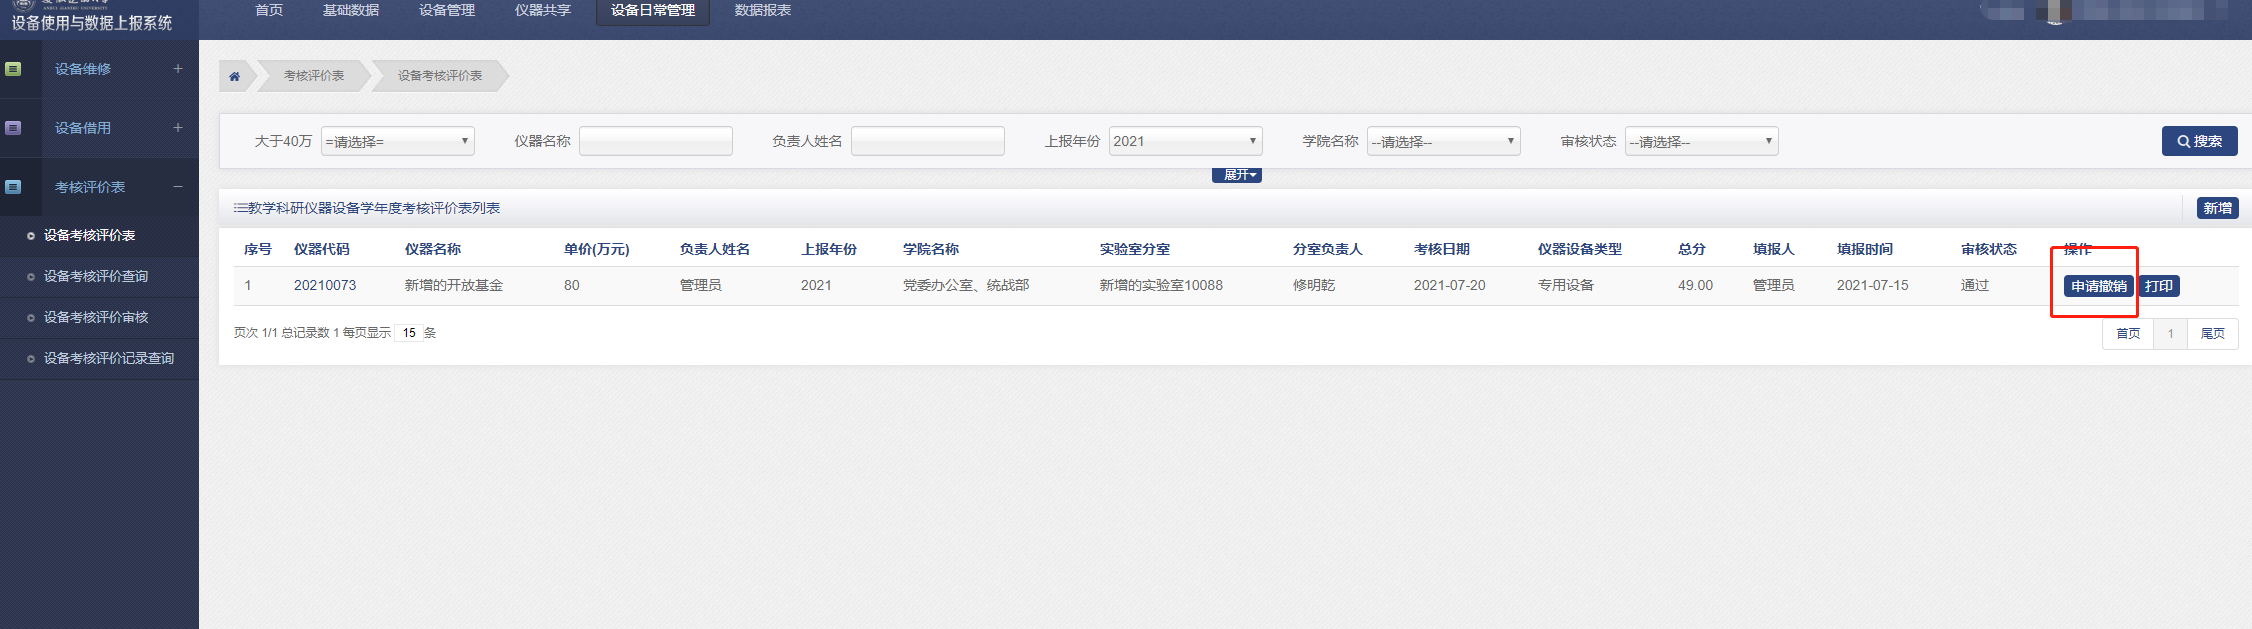 首页 基础数据 设备管理 仪器共享 设备日常管理 数据报表
设备使用与数据上报系统
设备维修 +
设备借用 +
考核评价表 −
设备考核评价表
设备考核评价查询
设备考核评价审核
设备考核评价记录查询
考核评价表 设备考核评价表
大于40万 =请选择= 仪器名称 负责人姓名 上报年份 2021 学院名称 --请选择-- 审核状态 --请选择-- 搜索
展开
教学科研仪器设备学年度考核评价表列表 新增
序号 仪器代码 仪器名称 单价(万元) 负责人姓名 上报年份 学院名称 实验室分室 分室负责人 考核日期 仪器设备类型 总分 填报人 填报时间 审核状态 操作
1 20210073 新增的开放基金 80 管理员 2021 党委办公室、统战部 新增的实验室10088 修明乾 2021-07-20 专用设备 49.00 管理员 2021-07-15 通过 申请撤销 打印
页次 1/1 总记录数 1 每页显示 15 条
首页 1 尾页